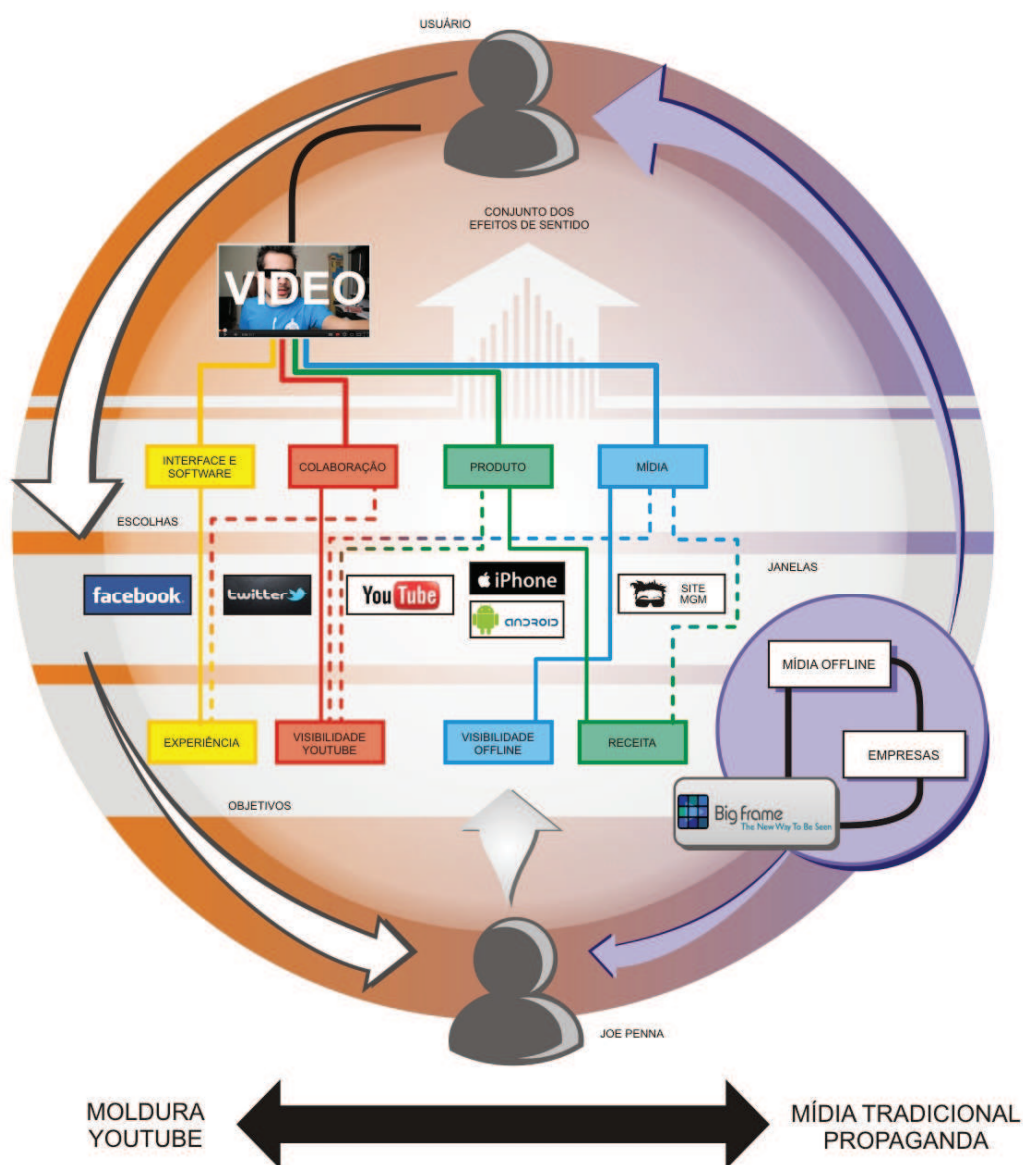 USUÁRIO
CONJUNTO DOS
EFEITOS DE SENTIDO
VIDEO
INTERFACE E
SOFTWARE
COLABORAÇÃO
PRODUTO
MÍDIA
ESCOLHAS
JANELAS
facebook
twitter
YouTube
iPhone
ANDROID
SITE
MGM
MÍDIA OFFLINE
EMPRESAS
Big Frame
The New Way To Be Seen
EXPERIÊNCIA
VISIBILIDADE
YOUTUBE
VISIBILIDADE
OFFLINE
RECEITA
OBJETIVOS
JOE PENNA
MOLDURA
YOUTUBE
MÍDIA TRADICIONAL
PROPAGANDA